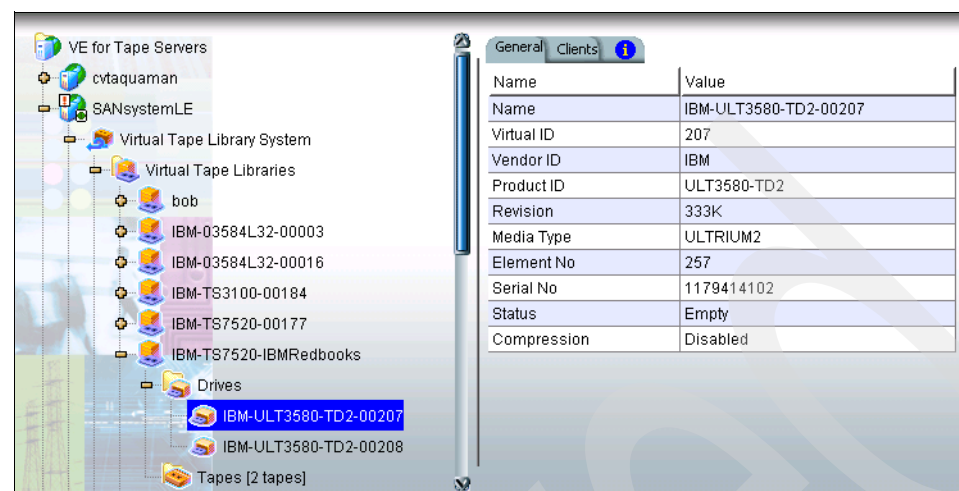 VE for Tape Servers
cvtaquaman
SANsystemLE
Virtual Tape Library System
Virtual Tape Libraries
bob
IBM-03584L32-00003
IBM-03584L32-00016
IBM-TS3100-00184
IBM-TS7520-00177
IBM-TS7520-IBMRedbooks
Drives
IBM-ULT3580-TD2-00207
IBM-ULT3580-TD2-00208
Tapes [2 tapes]
General Clients i
Name Value
Name IBM-ULT3580-TD2-00207
Virtual ID 207
Vendor ID IBM
Product ID ULT3580-TD2
Revision 333K
Media Type ULTRIUM2
Element No 257
Serial No 1179414102
Status Empty
Compression Disabled